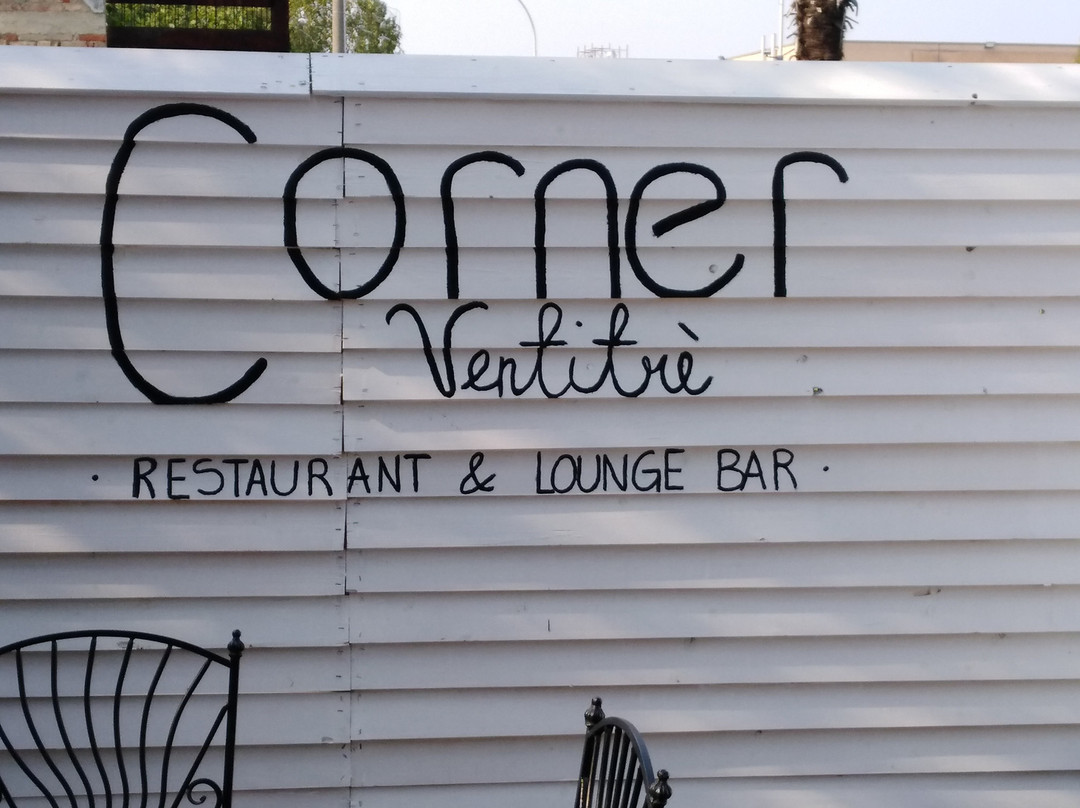 Corner
Ventitrè
· RESTAURANT & LOUNGE BAR ·